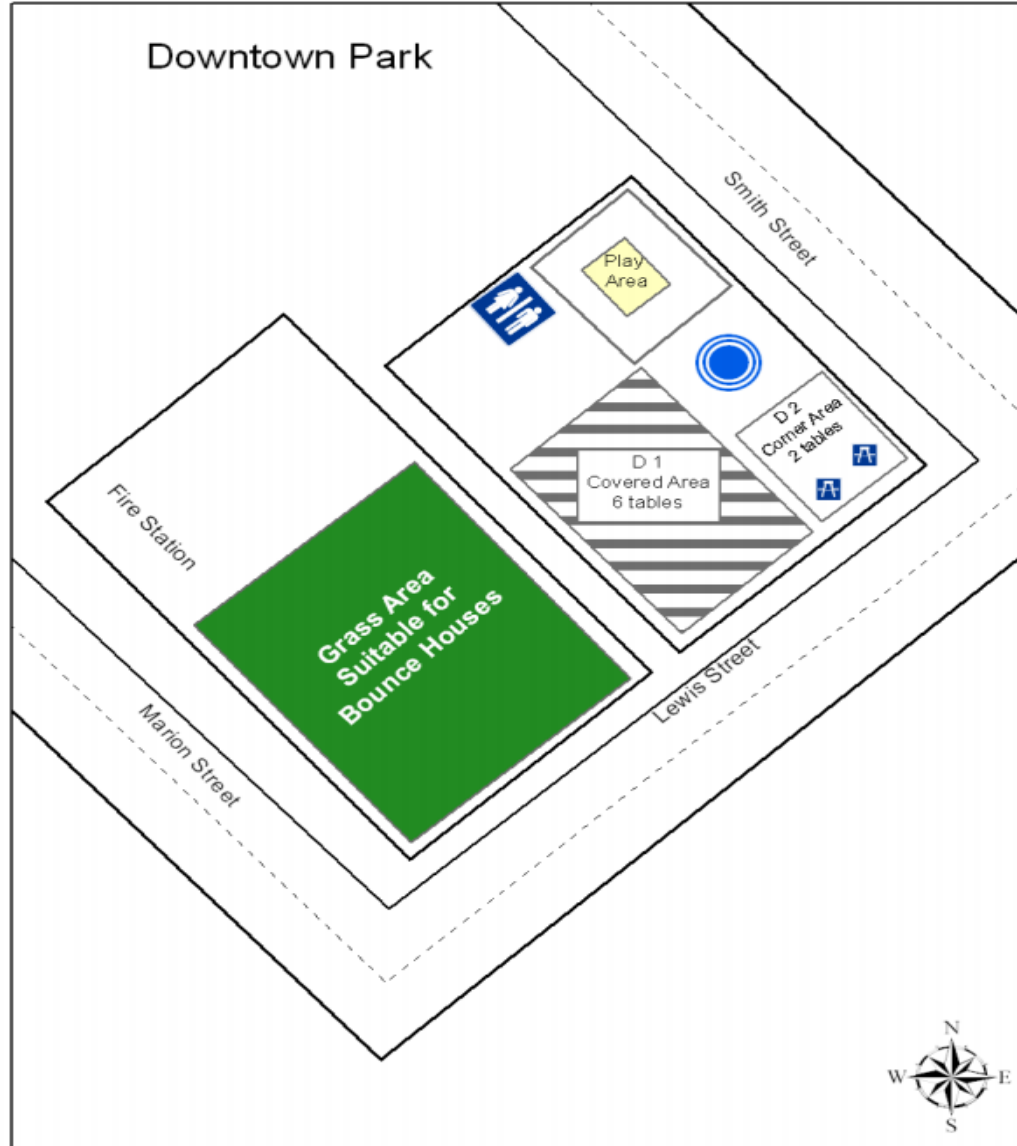 Downtown Park
Smith Street
Play
Area
D 2
Corner Area
2 tables
D 1
Covered Area
6 tables
Fire Station
Grass Area
Suitable for
Bounce Houses
Lewis Street
Marion Street
N
W
E
S